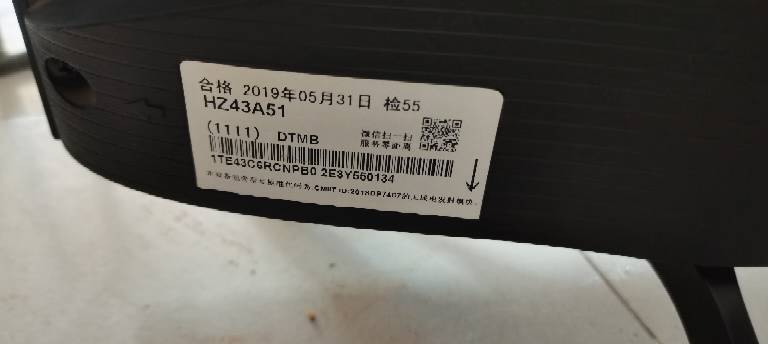 合格 2019年05月31日 检55
HZ43A51
(1111) DTMB
微信扫一扫
服务零距离
1TE43C6RCNPB0 2E3Y560134